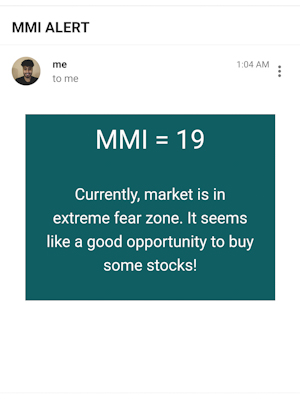 MMI ALERT
me
1:04 AM
to me
MMI = 19
Currently, market is in
extreme fear zone. It seems
like a good opportunity to buy
some stocks!